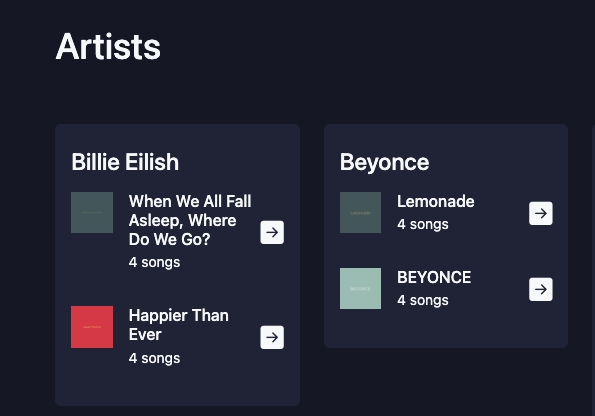 Artists
Billie Eilish
When We All Fall
Asleep, Where
Do We Go?
4 songs
Happier Than
Ever
4 songs
Beyonce
Lemonade
4 songs
BEYONCE
4 songs